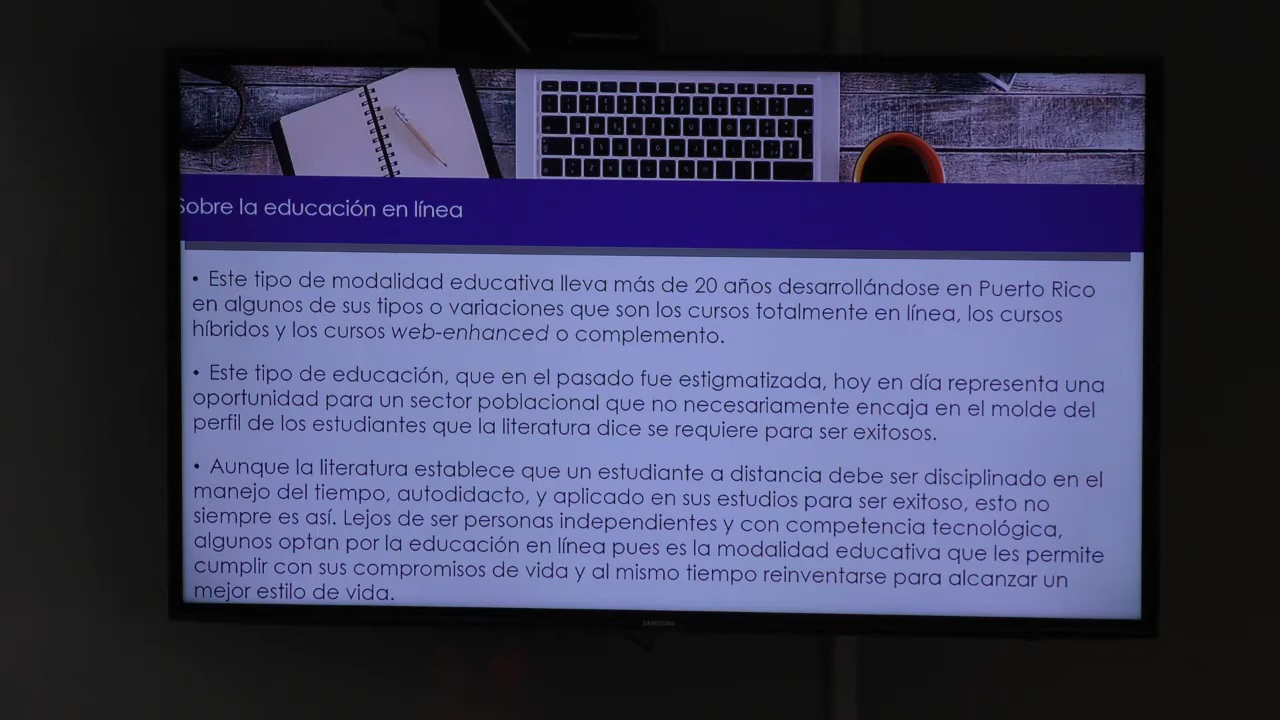 Sobre la educación en línea
• Este tipo de modalidad educativa lleva más de 20 años desarrollándose en Puerto Rico
en algunos de sus tipos o variaciones que son los cursos totalmente en línea, los cursos
híbridos y los cursos web-enhanced o complemento.
• Este tipo de educación, que en el pasado fue estigmatizada, hoy en día representa una
oportunidad para un sector poblacional que no necesariamente encaja en el molde del
perfil de los estudiantes que la literatura dice se requiere para ser exitosos.
• Aunque la literatura establece que un estudiante a distancia debe ser disciplinado en el
manejo del tiempo, autodidacto, y aplicado en sus estudios para ser exitoso, esto no
siempre es así. Lejos de ser personas independientes y con competencia tecnológica,
algunos optan por la educación en línea pues es la modalidad educativa que les permite
cumplir con sus compromisos de vida y al mismo tiempo reinventarse para alcanzar un
mejor estilo de vida.
SAMSUNG